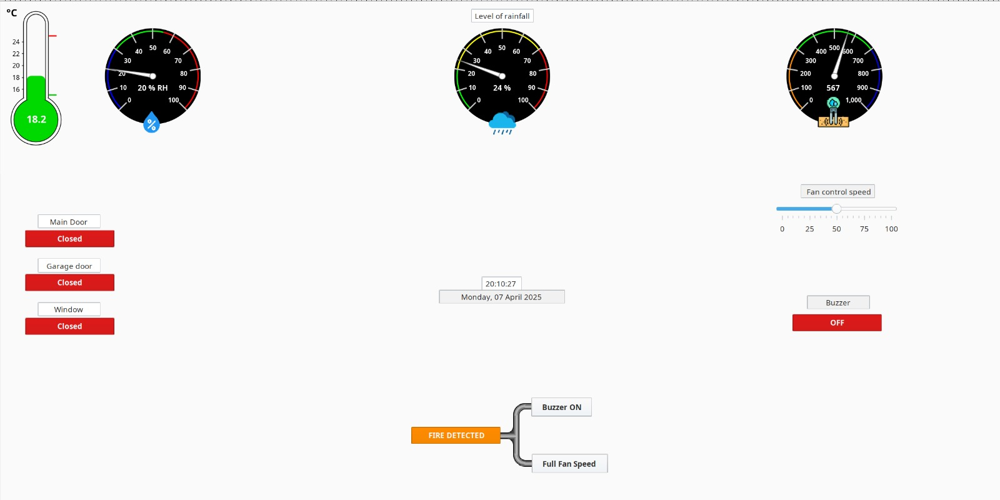 °C
24
22
20
18
16
18.2
0
10
20
30
40
50
60
70
80
90
100
20 % RH
%
Level of rainfall
0
10
20
30
40
50
60
70
80
90
100
24 %
0
100
200
300
400
500
600
700
800
900
1,000
567
Fan control speed
0 25 50 75 100
Main Door
Closed
Garage door
Closed
Window
Closed
20:10:27
Monday, 07 April 2025
Buzzer
OFF
Buzzer ON
FIRE DETECTED
Full Fan Speed